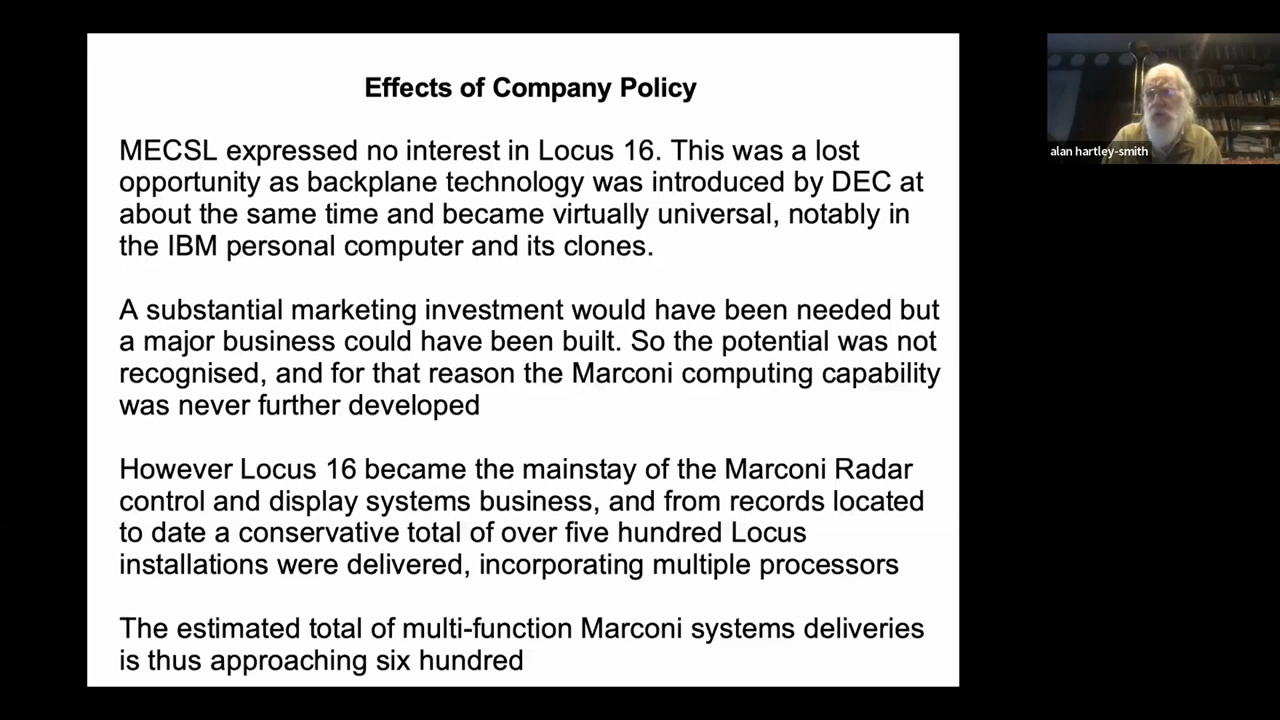 Effects of Company Policy
MECSL expressed no interest in Locus 16. This was a lost
opportunity as backplane technology was introduced by DEC at
about the same time and became virtually universal, notably in
the IBM personal computer and its clones.
A substantial marketing investment would have been needed but
a major business could have been built. So the potential was not
recognised, and for that reason the Marconi computing capability
was never further developed
However Locus 16 became the mainstay of the Marconi Radar
control and display systems business, and from records located
to date a conservative total of over five hundred Locus
installations were delivered, incorporating multiple processors
The estimated total of multi-function Marconi systems deliveries
is thus approaching six hundred
alan hartley-smith